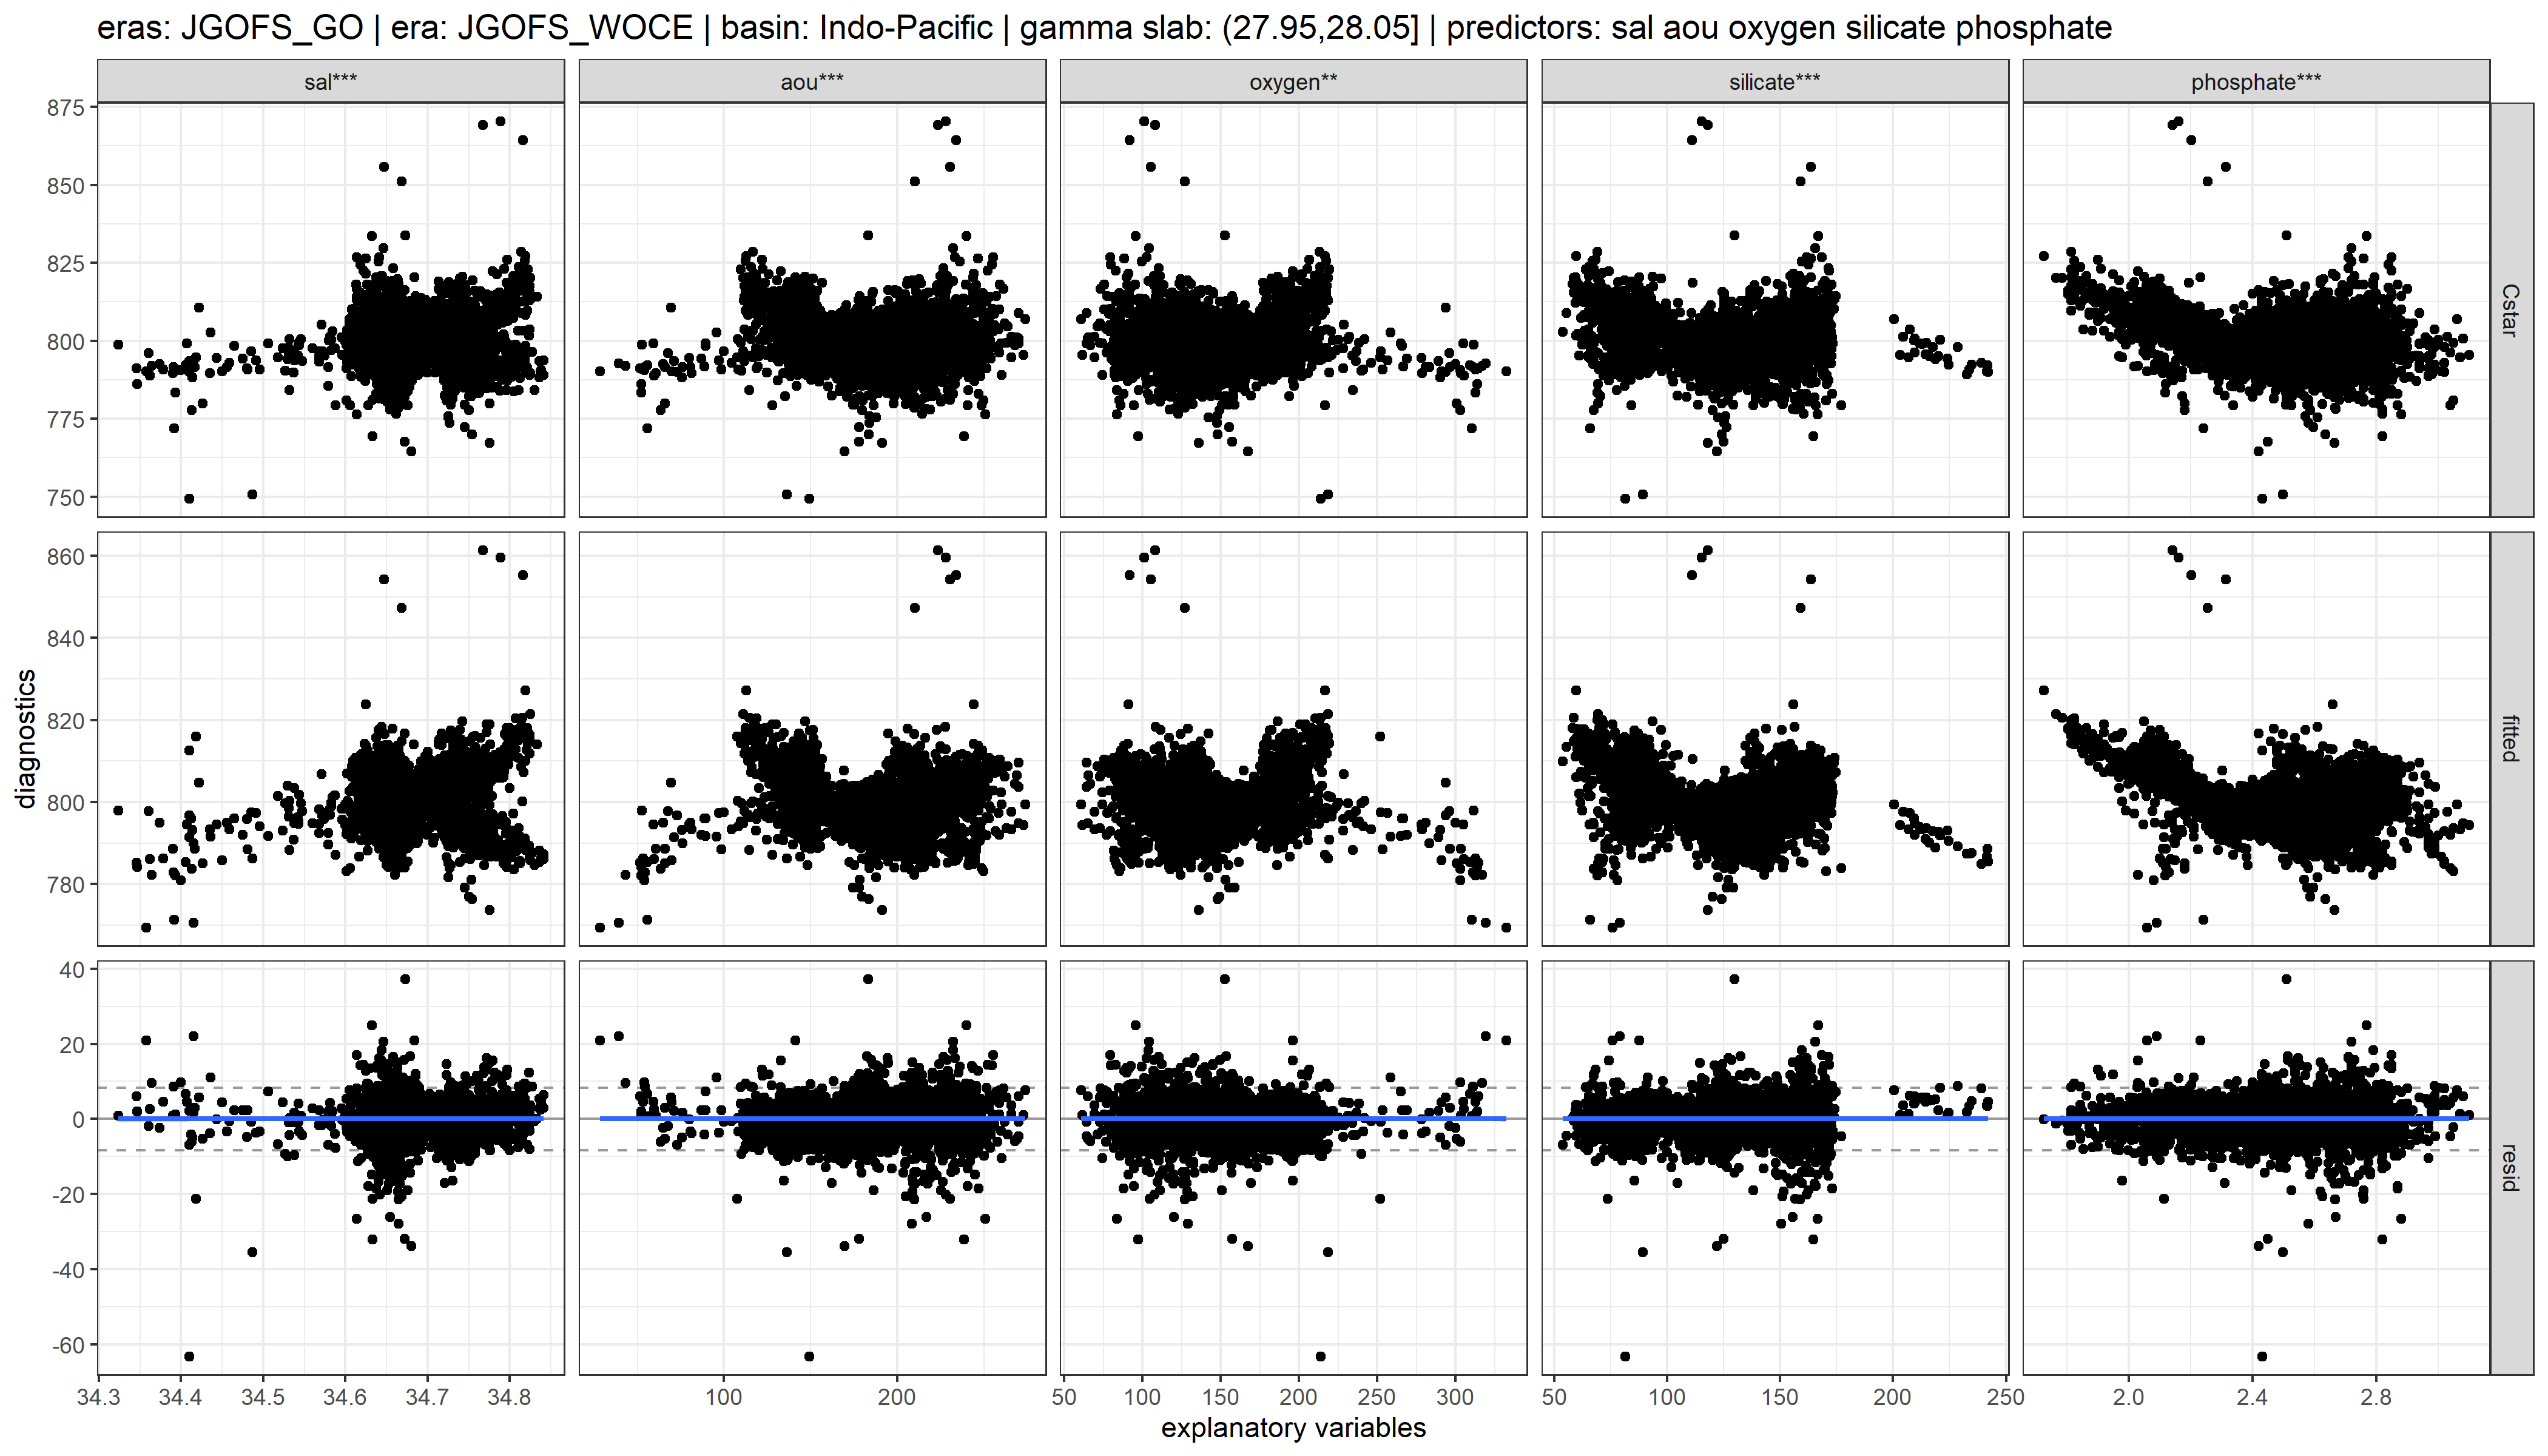 eras: JGOFS_GO | era: JGOFS_WOCE | basin: Indo-Pacific | gamma slab: (27.95,28.05] | predictors: sal aou oxygen silicate phosphate
sal*** aou*** oxygen** silicate*** phosphate***
875
850
825
800
775
750
Cstar
860
840
820
800
780
fitted
diagnostics
40
20
0
-20
-40
-60
resid
34.3 34.4 34.5 34.6 34.7 34.8 100 200 50 100 150 200 250 300 50 100 150 200 250 2.0 2.4 2.8
explanatory variables